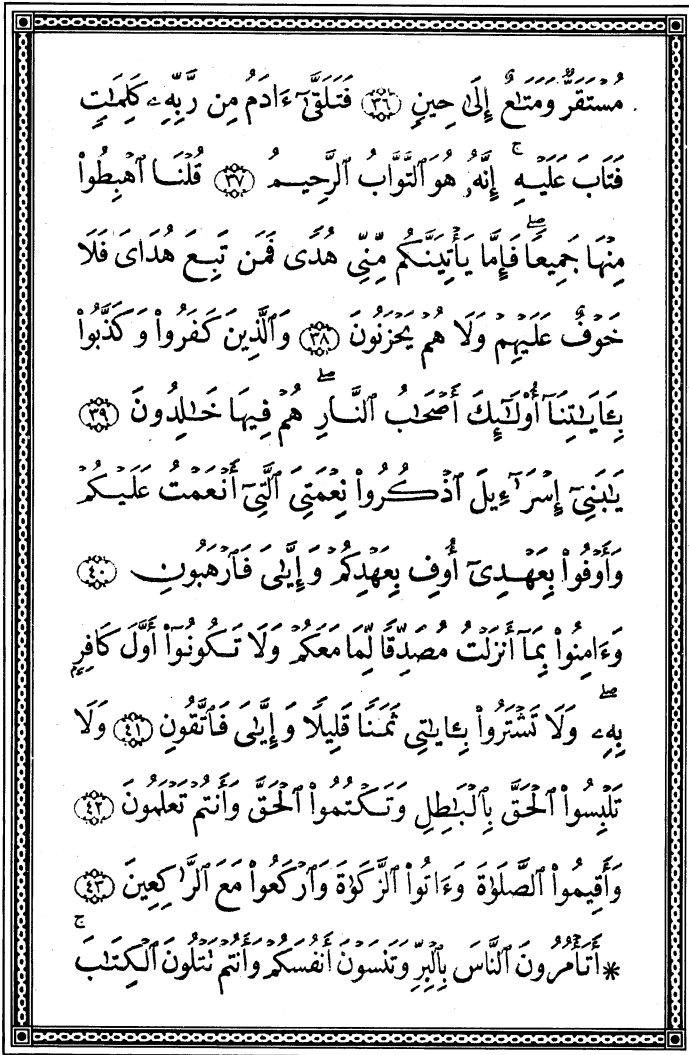 مُسْتَقَرٌّ وَمَتَٰعٌ إِلَىٰ حِينٍ ٣٦ فَتَلَقَّىٰٓ ءَادَمُ مِن رَّبِّهِۦ كَلِمَٰتٍ
فَتَابَ عَلَيْهِۚ إِنَّهُۥ هُوَ ٱلتَّوَّابُ ٱلرَّحِيمُ ٣٧ قُلْنَا ٱهْبِطُوا۟
مِنْهَا جَمِيعًاۖ فَإِمَّا يَأْتِيَنَّكُم مِّنِّى هُدًى فَمَن تَبِعَ هُدَاىَ فَلَا
خَوْفٌ عَلَيْهِمْ وَلَا هُمْ يَحْزَنُونَ ٣٨ وَٱلَّذِينَ كَفَرُوا۟ وَكَذَّبُوا۟
بِـَٔايَٰتِنَآ أُو۟لَٰٓئِكَ أَصْحَٰبُ ٱلنَّارِۖ هُمْ فِيهَا خَٰلِدُونَ ٣٩
يَٰبَنِىٓ إِسْرَٰٓءِيلَ ٱذْكُرُوا۟ نِعْمَتِىَ ٱلَّتِىٓ أَنْعَمْتُ عَلَيْكُمْ
وَأَوْفُوا۟ بِعَهْدِىٓ أُوفِ بِعَهْدِكُمْ وَإِيَّٰىَ فَٱرْهَبُونِ ٤٠
وَءَامِنُوا۟ بِمَآ أَنزَلْتُ مُصَدِّقًا لِّمَا مَعَكُمْ وَلَا تَكُونُوٓا۟ أَوَّلَ كَافِرٍۭ
بِهِۦۖ وَلَا تَشْتَرُوا۟ بِـَٔايَٰتِى ثَمَنًا قَلِيلًا وَإِيَّٰىَ فَٱتَّقُونِ ٤١ وَلَا
تَلْبِسُوا۟ ٱلْحَقَّ بِٱلْبَٰطِلِ وَتَكْتُمُوا۟ ٱلْحَقَّ وَأَنتُمْ تَعْلَمُونَ ٤٢
وَأَقِيمُوا۟ ٱلصَّلَوٰةَ وَءَاتُوا۟ ٱلزَّكَوٰةَ وَٱرْكَعُوا۟ مَعَ ٱلرَّٰكِعِينَ ٤٣
* أَتَأْمُرُونَ ٱلنَّاسَ بِٱلْبِرِّ وَتَنسَوْنَ أَنفُسَكُمْ وَأَنتُمْ تَتْلُونَ ٱلْكِتَٰبَۚ